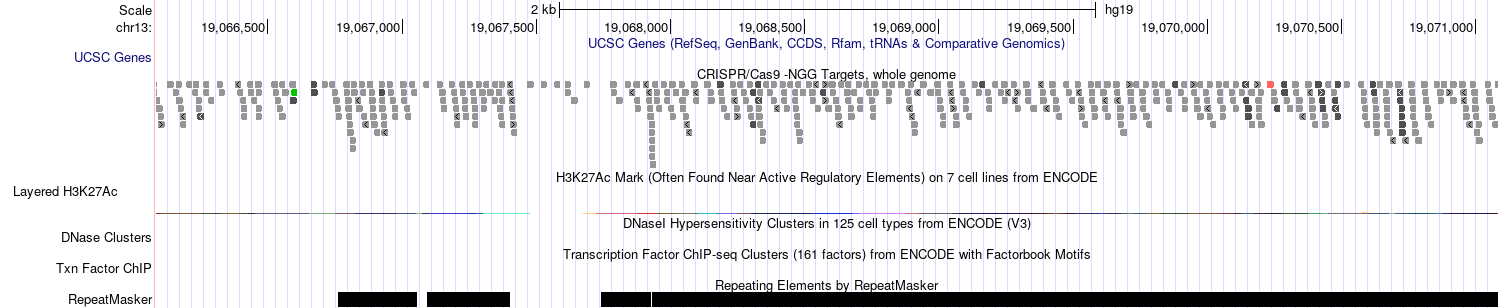 Scale 2 kb hg19
chr13: 19,066,500 19,067,000 19,067,500 19,068,000 19,068,500 19,069,000 19,069,500 19,070,000 19,070,500 19,071,000
UCSC Genes (RefSeq, GenBank, CCDS, Rfam, tRNAs & Comparative Genomics)
UCSC Genes
CRISPR/Cas9 -NGG Targets, whole genome
H3K27Ac Mark (Often Found Near Active Regulatory Elements) on 7 cell lines from ENCODE
Layered H3K27Ac
DNaseI Hypersensitivity Clusters in 125 cell types from ENCODE (V3)
DNase Clusters
Transcription Factor ChIP-seq Clusters (161 factors) from ENCODE with Factorbook Motifs
Txn Factor ChIP
Repeating Elements by RepeatMasker
RepeatMasker